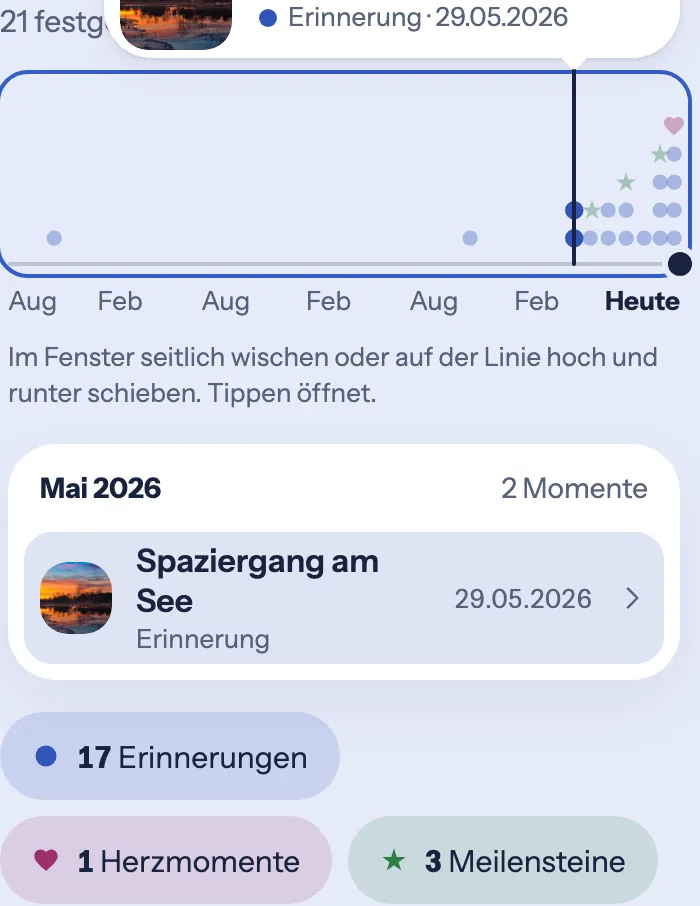 21 festg
Erinnerung · 29.05.2026
Aug Feb Aug Feb Aug Feb Heute
Im Fenster seitlich wischen oder auf der Linie hoch und
runter schieben. Tippen öffnet.
Mai 2026 2 Momente
Spaziergang am
See
29.05.2026
Erinnerung
17 Erinnerungen
1 Herzmomente 3 Meilensteine